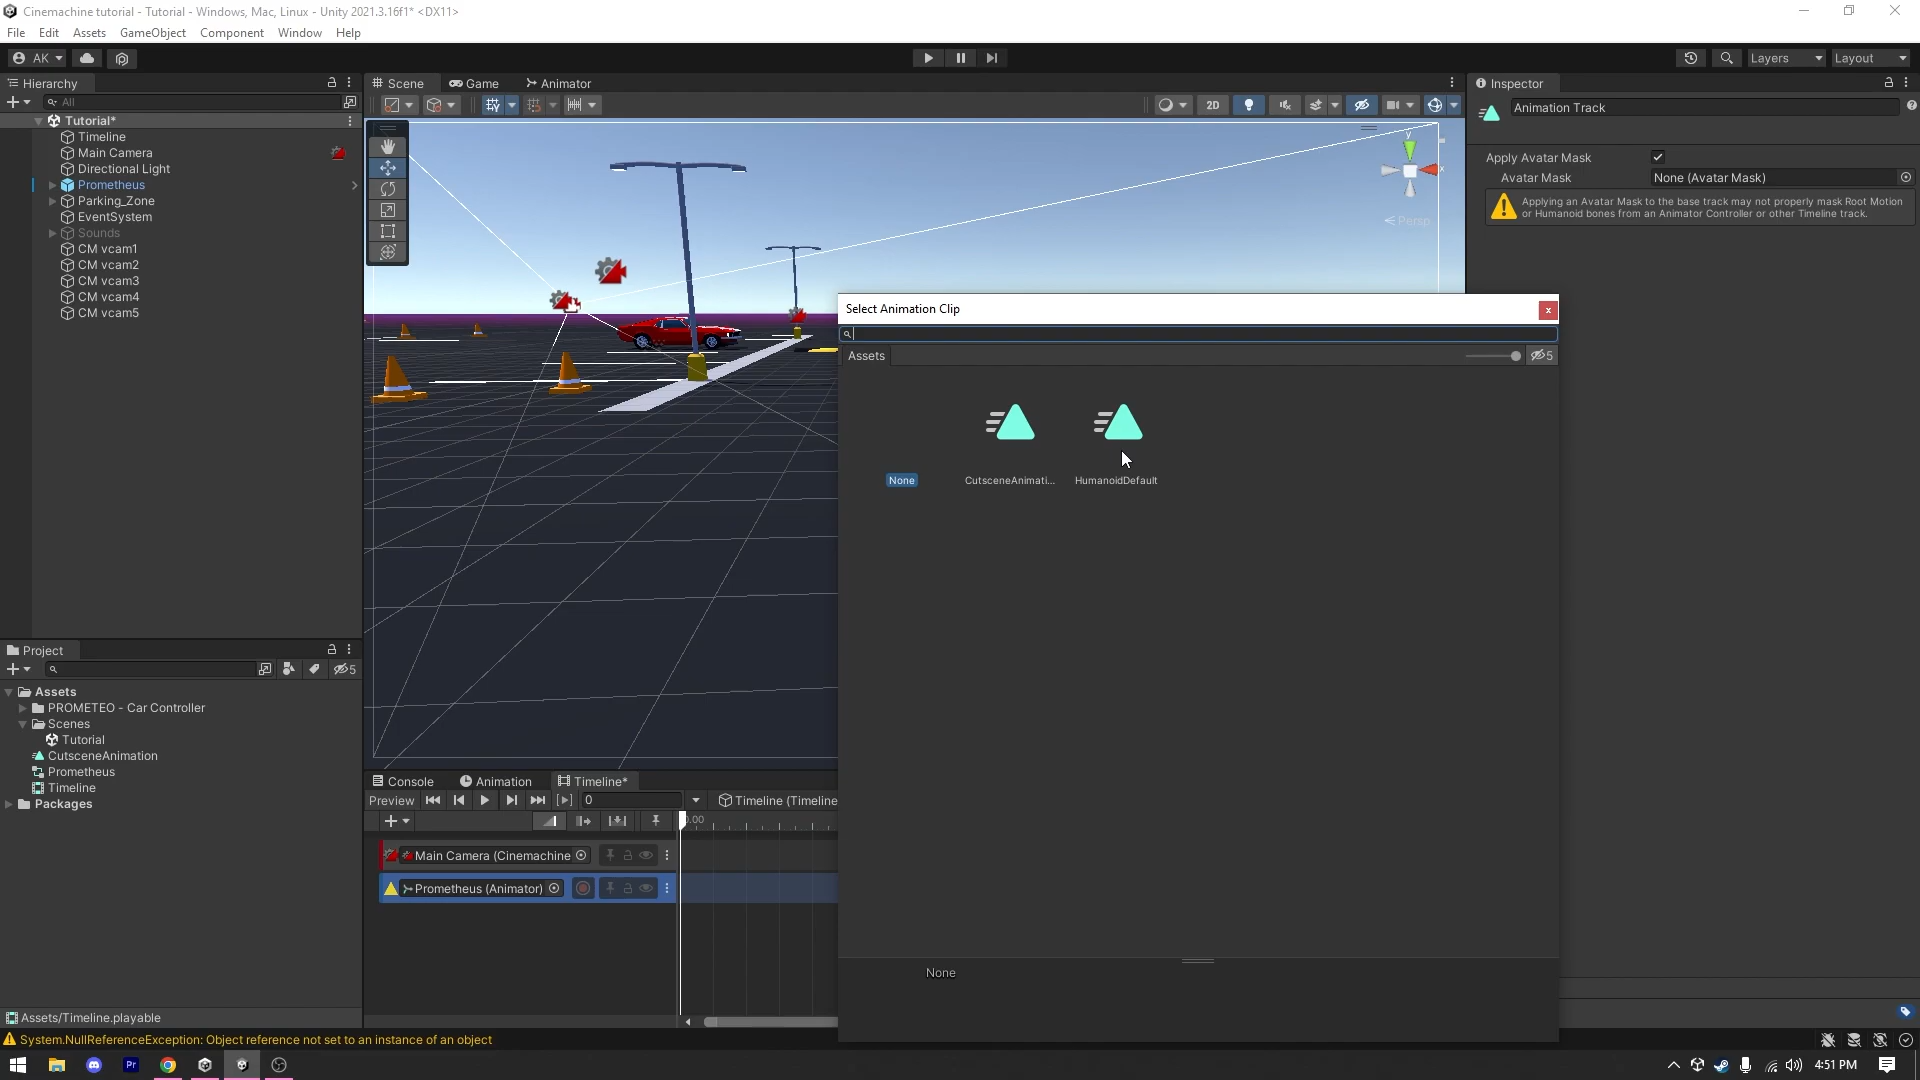 Cinemachine tutorial - Tutorial - Windows, Mac, Linux - Unity 2021.3.16f1* <DX11>
File Edit Assets GameObject Component Window Help
AK
Layers
Layout
Hierarchy
All
Tutorial*
Timeline
Main Camera
Directional Light
Prometheus
Parking_Zone
EventSystem
Sounds
CM vcam1
CM vcam2
CM vcam3
CM vcam4
CM vcam5
Scene
Game
Animator
2D
y
x
Persp
Inspector
Animation Track
Apply Avatar Mask
Avatar Mask
None (Avatar Mask)
Applying an Avatar Mask to the base track may not properly mask Root Motion
or Humanoid bones from an Animator Controller or other Timeline track.
Select Animation Clip
x
Assets
5
None
CutsceneAnimati...
HumanoidDefault
None
Project
5
Assets
PROMETEO - Car Controller
Scenes
Tutorial
CutsceneAnimation
Prometheus
Timeline
Packages
Assets/Timeline.playable
Console
Animation
Timeline*
Preview
0
Timeline (Timeline
0.00
Main Camera (Cinemachine
Prometheus (Animator)
System.NullReferenceException: Object reference not set to an instance of an object
Pr
4:51 PM